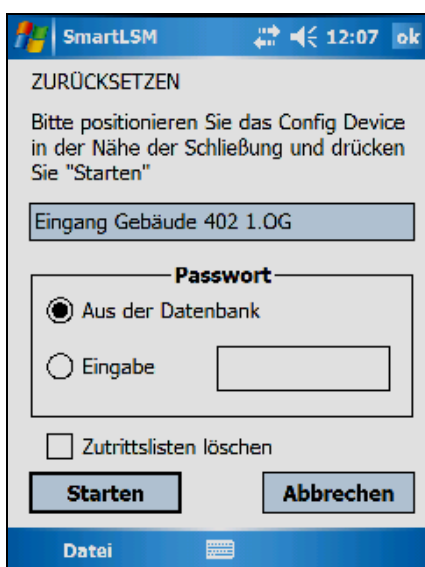 SmartLSM 12:07 ok
ZURÜCKSETZEN
Bitte positionieren Sie das Config Device
in der Nähe der Schließung und drücken
Sie "Starten"
Eingang Gebäude 402 1.OG
Passwort
Aus der Datenbank
Eingabe
Zutrittslisten löschen
Starten Abbrechen
Datei